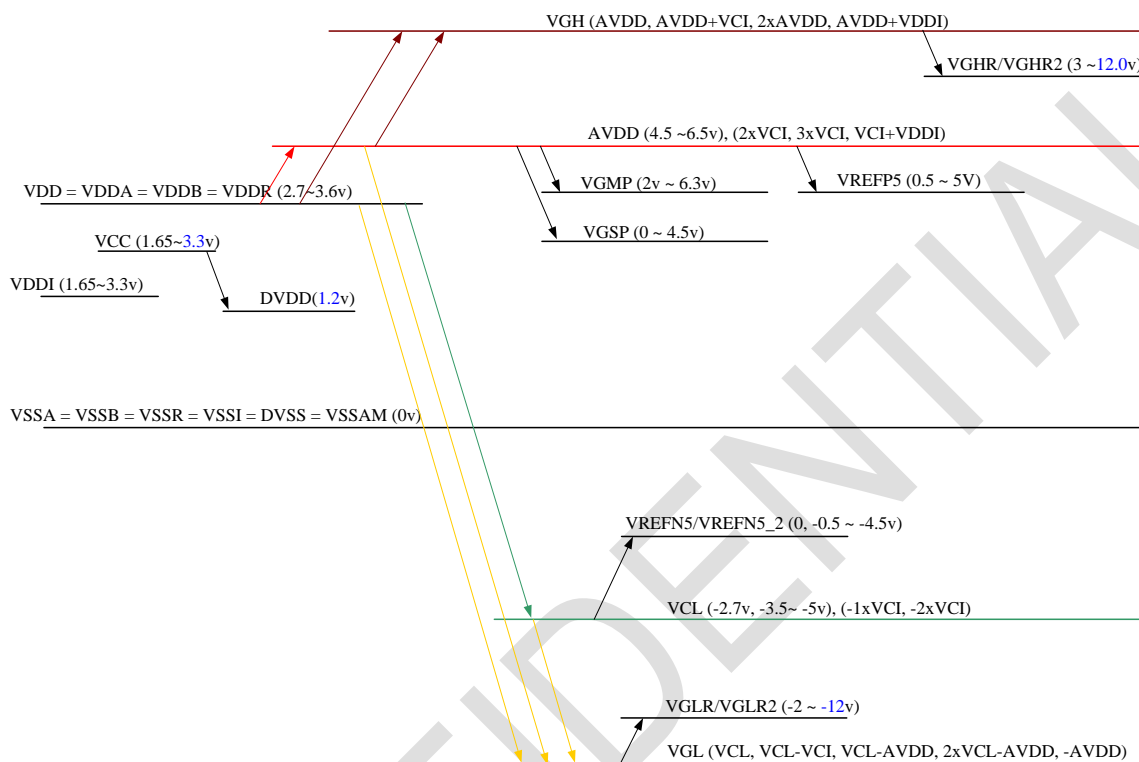 VGH (AVDD, AVDD+VCI, 2xAVDD, AVDD+VDDI)
VGHR/VGHR2 (3 ~12.0v)
AVDD (4.5 ~6.5v), (2xVCI, 3xVCI, VCI+VDDI)
VDD = VDDA = VDDB = VDDR (2.7~3.6v)
VGMP (2v ~ 6.3v)
VREFP5 (0.5 ~ 5V)
VCC (1.65~3.3v)
VGSP (0 ~ 4.5v)
VDDI (1.65~3.3v)
DVDD(1.2v)
VSSA = VSSB = VSSR = VSSI = DVSS = VSSAM (0v)
VREFN5/VREFN5_2 (0, -0.5 ~ -4.5v)
VCL (-2.7v, -3.5~ -5v), (-1xVCI, -2xVCI)
VGLR/VGLR2 (-2 ~ -12v)
VGL (VCL, VCL-VCI, VCL-AVDD, 2xVCL-AVDD, -AVDD)
FIDENTIAL